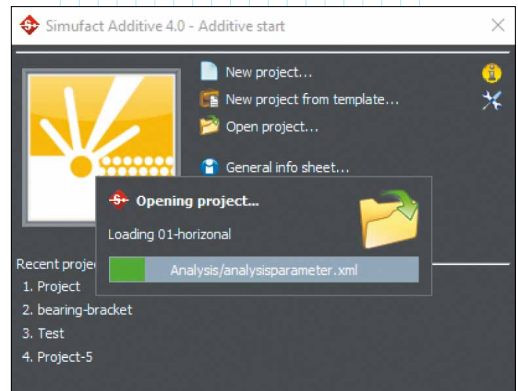 Simufact Additive 4.0 - Additive start
New project...
New project from template...
Open project...
General info sheet...
Opening project...
Loading 01-horizonal
Analysis/analysisparameter.xml
Recent proje
1. Project
2. bearing-bracket
3. Test
4. Project-5